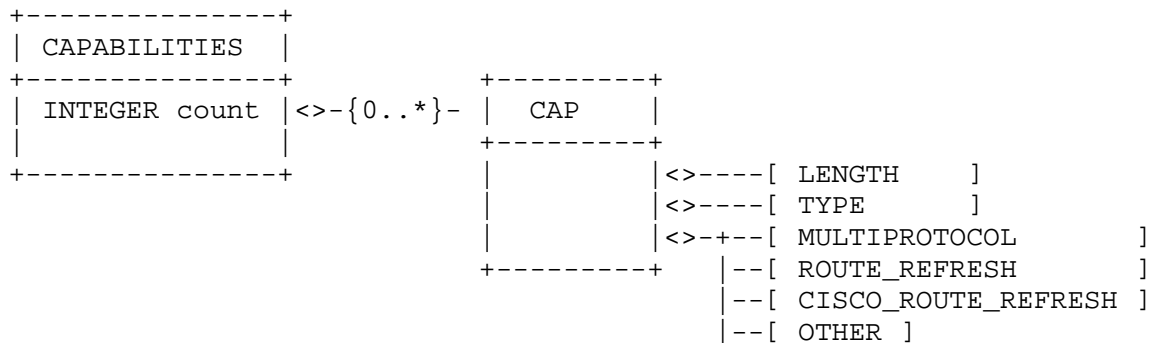 +---------------+
| CAPABILITIES  |
+---------------+            +---------+
| INTEGER count |<>-{0..*}- |   CAP   |
|               |            +---------+
+---------------+            |         |<>----[ LENGTH    ]
                             |         |<>----[ TYPE      ]
                             |         |<>-+--[ MULTIPROTOCOL       ]
                             +---------+   |--[ ROUTE_REFRESH       ]
                                           |--[ CISCO_ROUTE_REFRESH ]
                                           |--[ OTHER ]